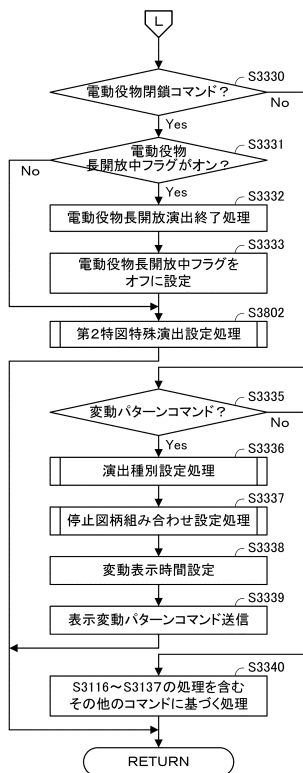 L
S3330
電動役物閉鎖コマンド?
No
Yes
S3331
電動役物
長開放中フラグがオン?
No
Yes
S3332
電動役物長開放演出終了処理
S3333
電動役物長開放中フラグを
オフに設定
S3802
第2特図特殊演出設定処理
S3335
変動パターンコマンド?
No
Yes
S3336
演出種別設定処理
S3337
停止図柄組み合わせ設定処理
S3338
変動表示時間設定
S3339
表示変動パターンコマンド送信
S3340
S3116~S3137の処理を含む
その他のコマンドに基づく処理
RETURN